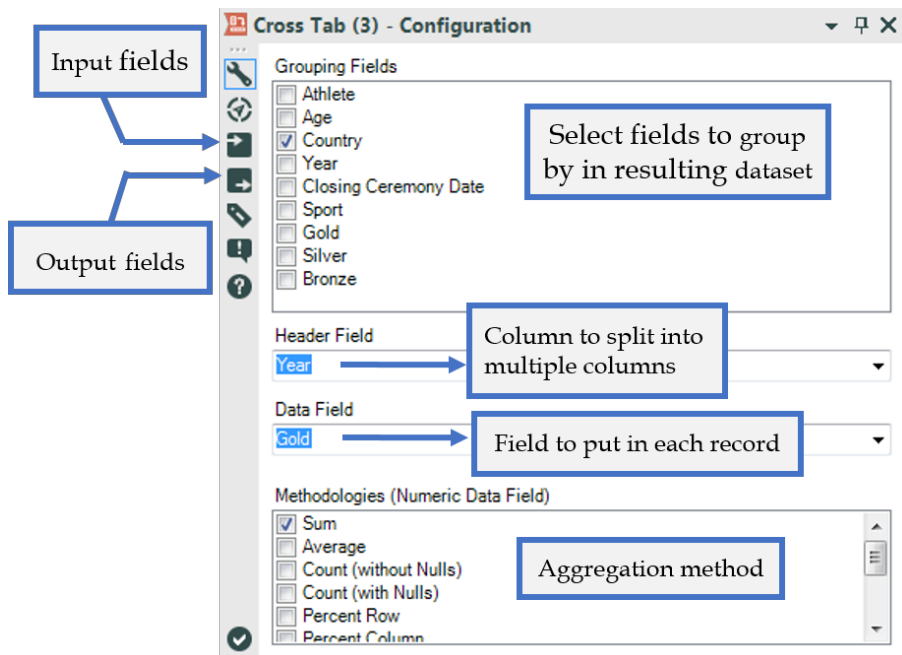 Cross Tab (3) - Configuration
Input fields
Output fields
Grouping Fields
Athlete
Age
Country
Year
Closing Ceremony Date
Sport
Gold
Silver
Bronze
Select fields to group
by in resulting dataset
Header Field
Year
Column to split into
multiple columns
Data Field
Gold
Field to put in each record
Methodologies (Numeric Data Field)
Sum
Average
Count (without Nulls)
Count (with Nulls)
Percent Row
Percent Column
Aggregation method